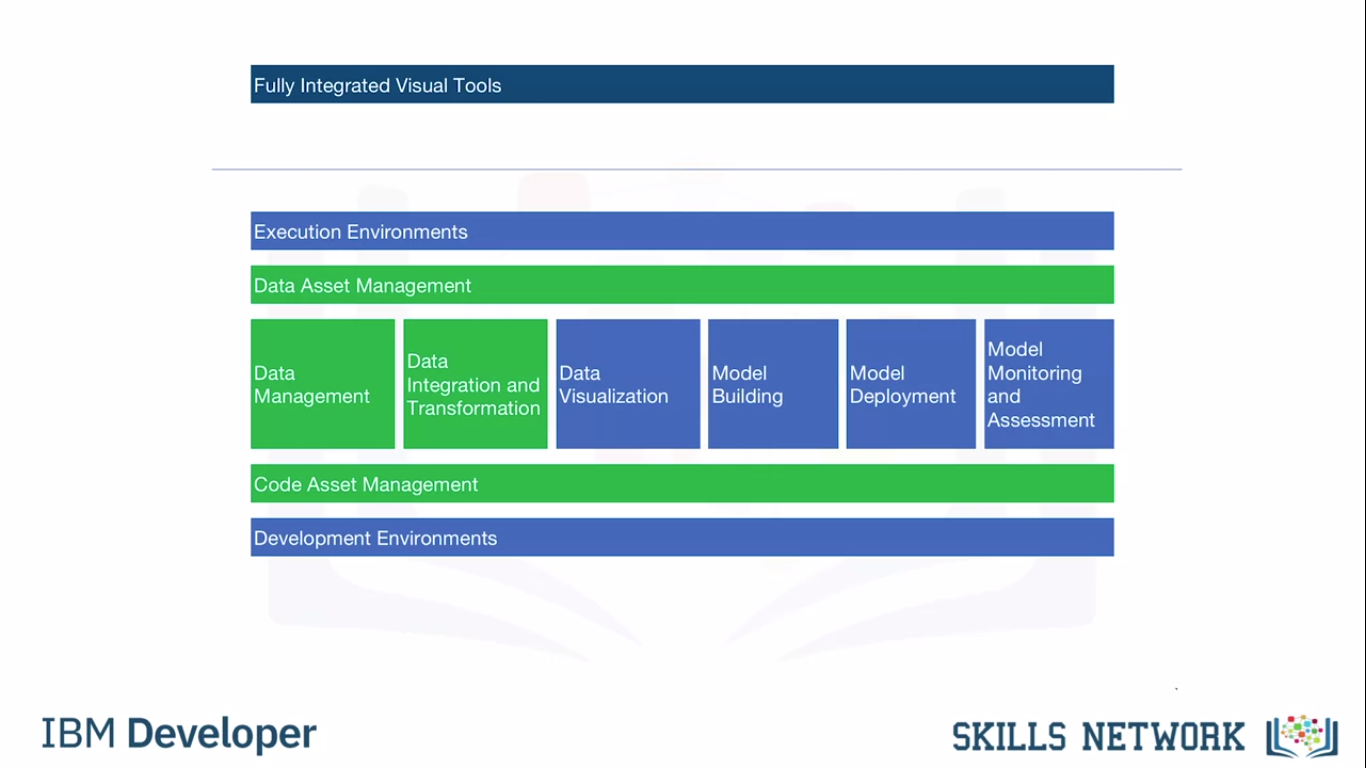 Fully Integrated Visual Tools
Execution Environments
Data Asset Management
Data
Management
Data
Integration and
Transformation
Data
Visualization
Model
Building
Model
Deployment
Model
Monitoring
and
Assessment
Code Asset Management
Development Environments
IBM Developer
SKILLS NETWORK